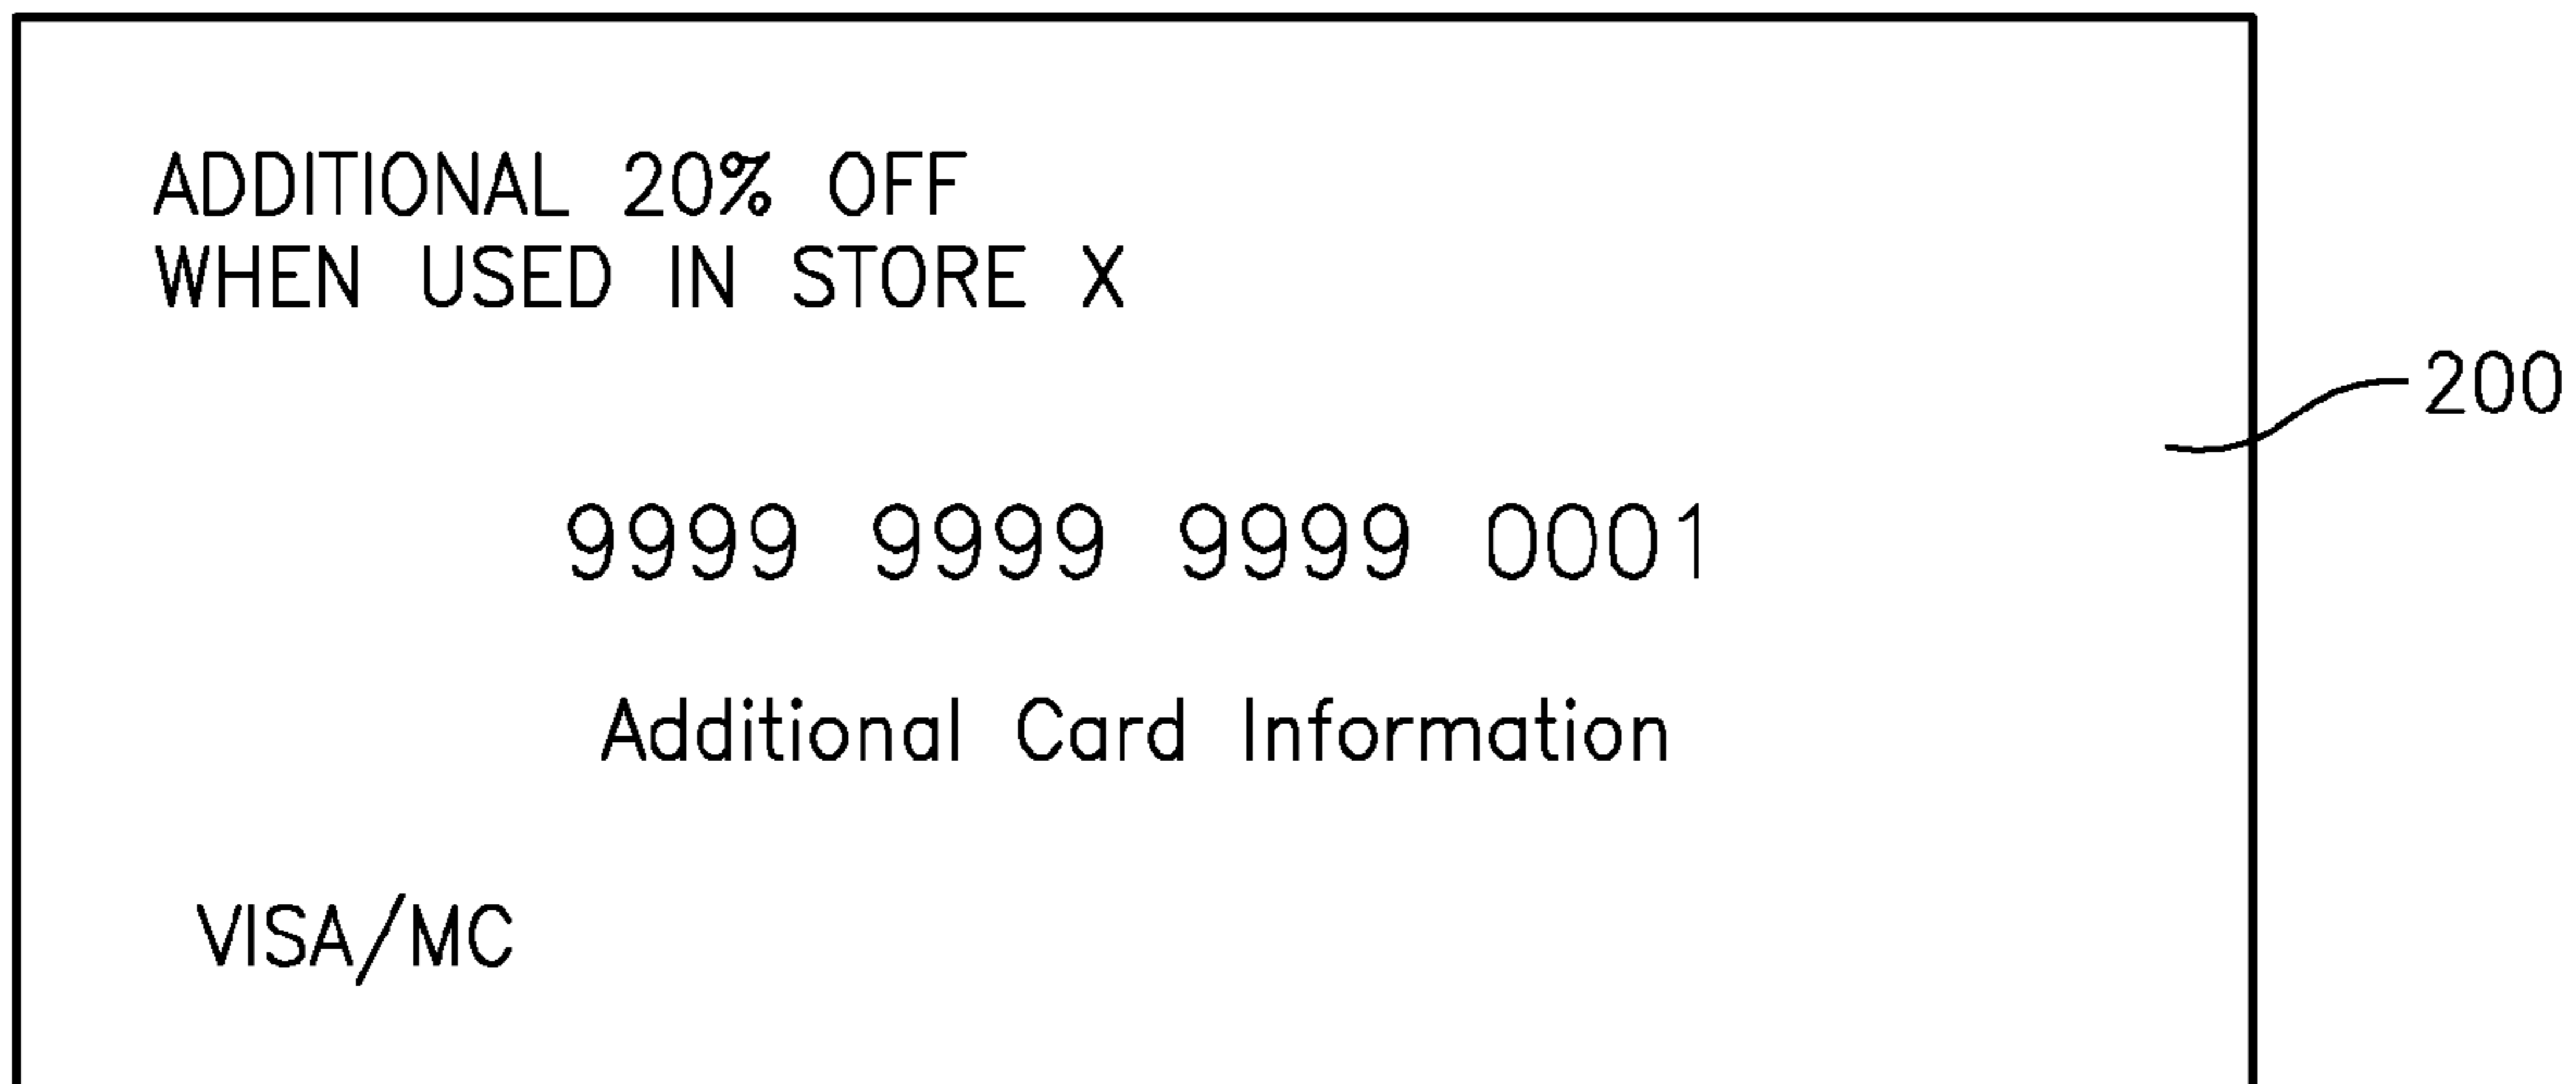 ADDITIONAL 20% OFF
WHEN USED IN STORE X
200
9999 9999 9999 0001
Additional Card Information
VISA/MC